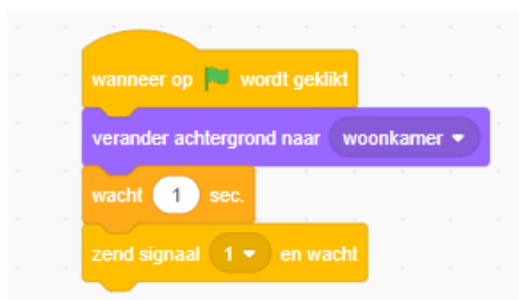 wanneer op wordt geklikt
verander achtergrond naar woonkamer
wacht 1 sec.
zend signaal 1 en wacht